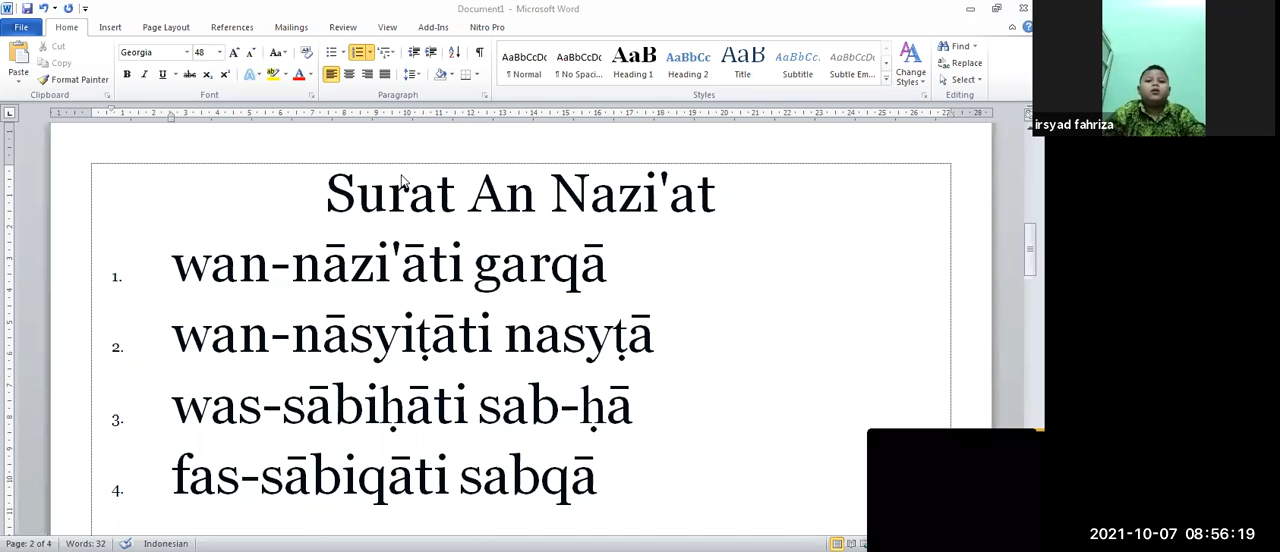 Document1 - Microsoft Word
File Home Insert Page Layout References Mailings Review View Add-Ins Nitro Pro
Paste Cut Copy Format Painter
Georgia 48
AaBbCcDc AaBbCcDc AaB AaBbCc AaB AaBbCc. AaBbCcDc
¶ Normal ¶ No Spaci... Heading 1 Heading 2 Title Subtitle Subtle Em...
Change Styles
Find Replace Select
Clipboard Font Paragraph Styles Editing
irsyad fahriza
Surat An Nazi'at
1. wan-nāzi'āti garqā
2. wan-nāsyiṭāti nasyṭā
3. was-sābiḥāti sab-ḥā
4. fas-sābiqāti sabqā
Page: 2 of 4 Words: 32 Indonesian
2021-10-07 08:56:19